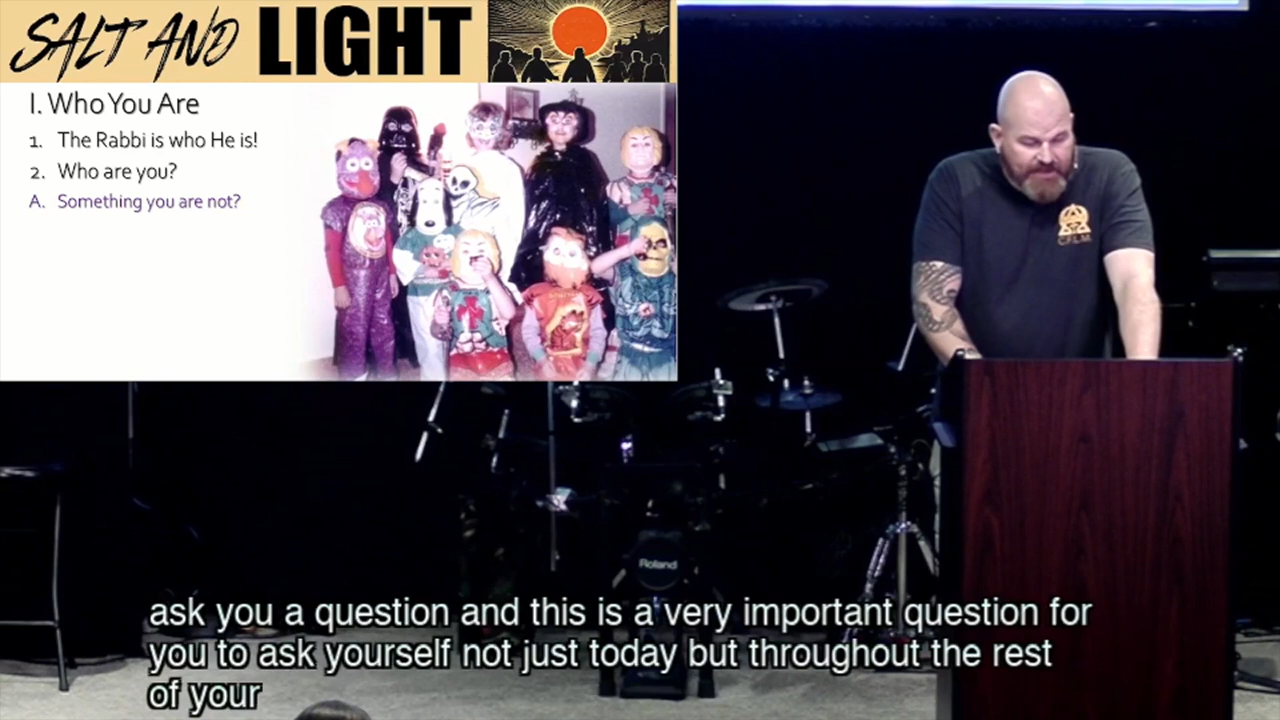 SALT AND LIGHT
I. Who You Are
1. The Rabbi is who He is!
2. Who are you?
A. Something you are not?
C.F.L.M.
Roland
ask you a question and this is a very important question for
you to ask yourself not just today but throughout the rest
of your